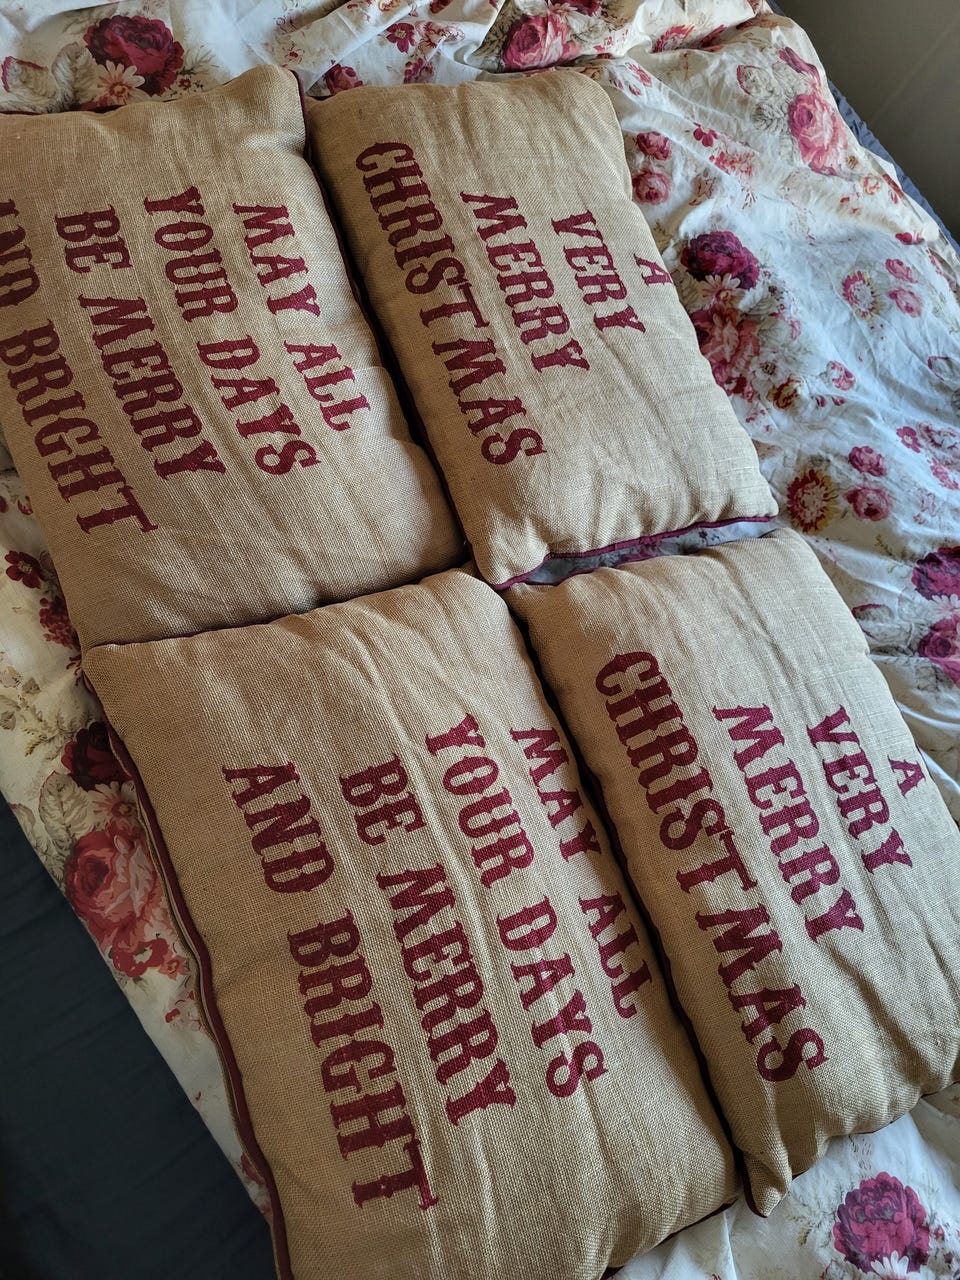 MAY ALL
YOUR DAYS
BE MERRY
AND BRIGHT
A
VERY
MERRY
CHRISTMAS
MAY ALL
YOUR DAYS
BE MERRY
AND BRIGHT
A
VERY
MERRY
CHRISTMAS